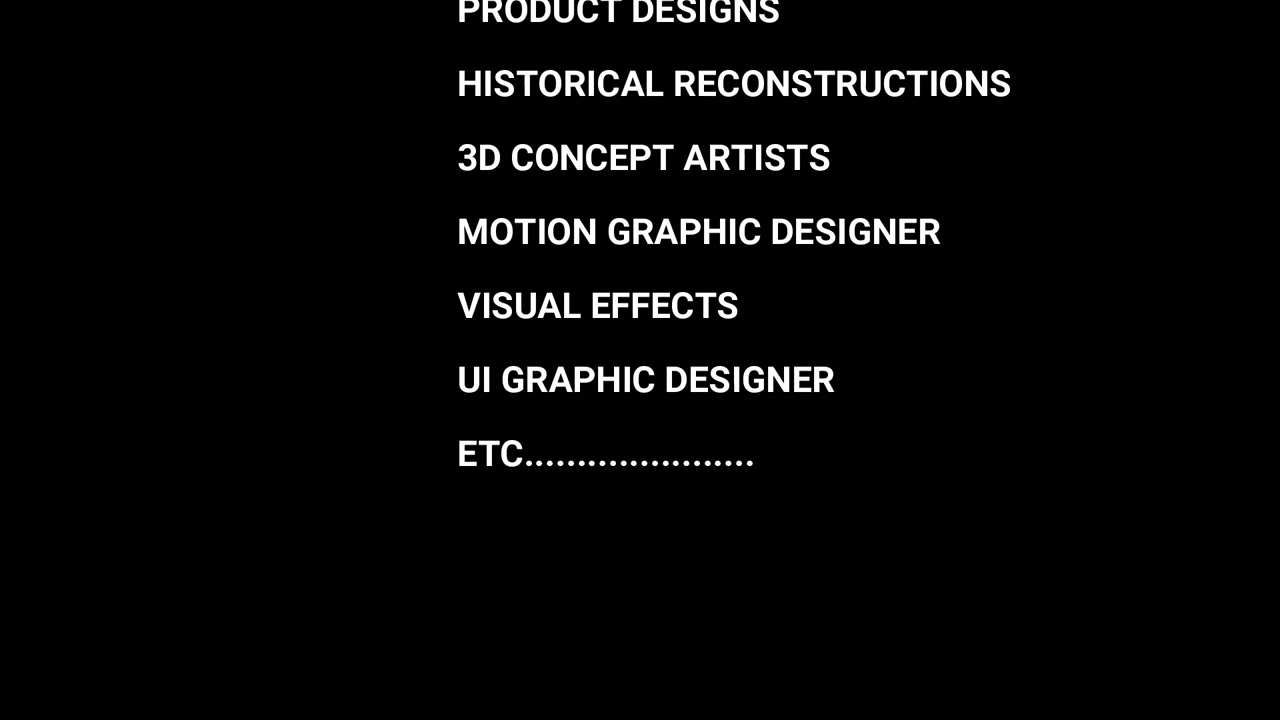 PRODUCT DESIGNS
HISTORICAL RECONSTRUCTIONS
3D CONCEPT ARTISTS
MOTION GRAPHIC DESIGNER
VISUAL EFFECTS
UI GRAPHIC DESIGNER
ETC......................